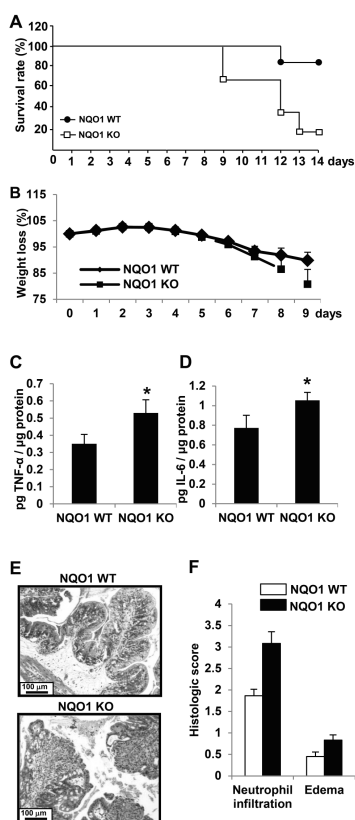 A
Survival rate (%)
120
100
80
60
40
20
NQO1 WT
NQO1 KO
0 1 2 3 4 5 6 7 8 9 10 11 12 13 14 days
B
Weight loss (%)
115
105
95
85
75
NQO1 WT
NQO1 KO
0 1 2 3 4 5 6 7 8 9 days
C
pg TNF-α / μg protein
0.7
0.6
0.5
0.4
0.3
0.2
0.1
0
*
NQO1 WT NQO1 KO
D
pg IL-6 / μg protein
1.2
1
0.8
0.6
0.4
0.2
0
*
NQO1 WT NQO1 KO
E
NQO1 WT
100 μm
NQO1 KO
100 μm
F
NQO1 WT
NQO1 KO
Histologic score
4
3.5
3
2.5
2
1.5
1
0.5
0
Neutrophil Edema
infiltration